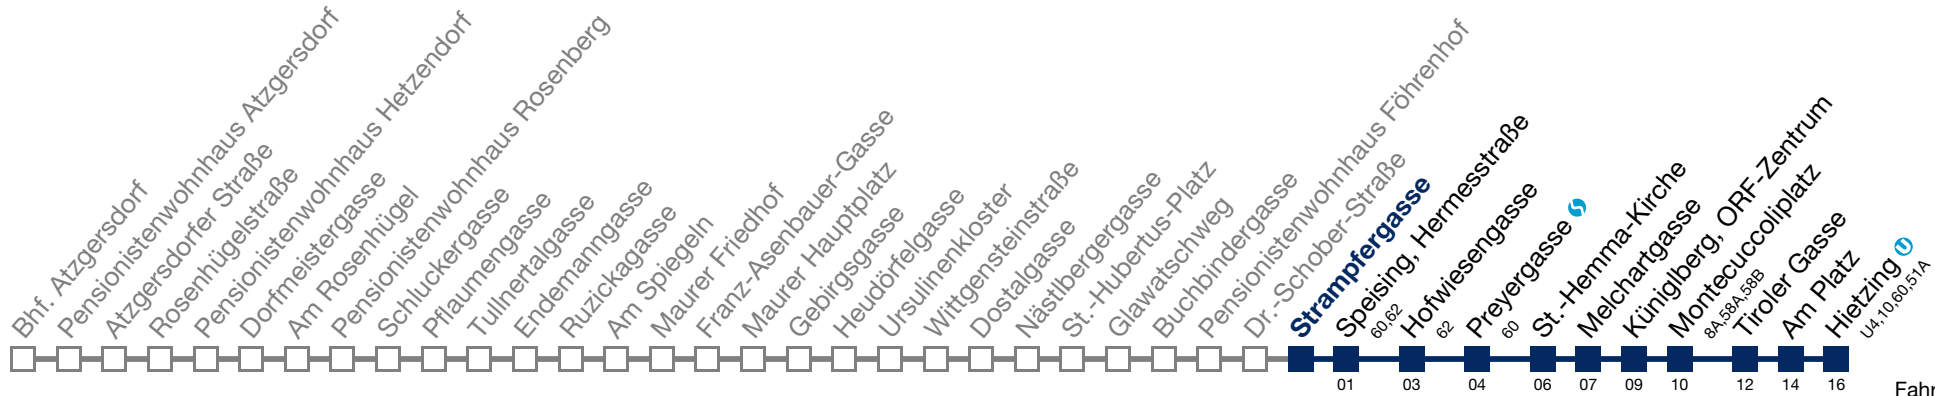 Bhf. Atzgersdorf
Pensionistenwohnhaus Atzgersdorf
Atzgersdorfer Straße
Rosenhügelstraße
Pensionistenwohnhaus Hetzendorf
Dorfmeistergasse
Am Rosenhügel
Pensionistenwohnhaus Rosenberg
Schluckergasse
Pflaumengasse
Tullnertalgasse
Endemanngasse
Ruzickagasse
Am Spiegeln
Maurer Friedhof
Franz-Asenbauer-Gasse
Maurer Hauptplatz
Gebirgsgasse
Heudörfelgasse
Ursulinenkloster
Wittgensteinstraße
Dostalgasse
Nästlbergergasse
St.-Hubertus-Platz
Glawatschweg
Buchbindergasse
Pensionistenwohnhaus Föhrenhof
Dr.-Schober-Straße
Strampfergasse
Speising, Hermesstraße
60,62
Hofwiesengasse
62
Preyergasse S
60
St.-Hemma-Kirche
Melchartgasse
Küniglberg, ORF-Zentrum
Montecuccoliplatz
8A,58A,58B
Tiroler Gasse
Am Platz
Hietzing U
U4,10,60,51A
01 03 04 06 07 09 10 12 14 16
Fahr